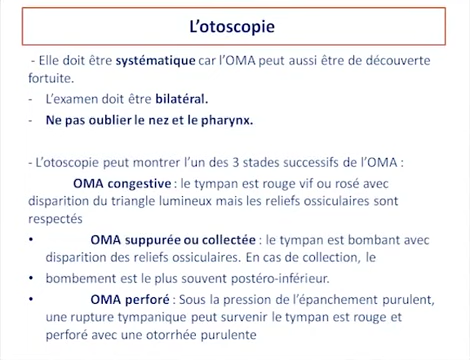 L'otoscopie
- Elle doit être systématique car l'OMA peut aussi être de découverte
fortuite.
- L'examen doit être bilatéral.
- Ne pas oublier le nez et le pharynx.
- L'otoscopie peut montrer l'un des 3 stades successifs de l'OMA :
OMA congestive : le tympan est rouge vif ou rosé avec
disparition du triangle lumineux mais les reliefs ossiculaires sont
respectés
• OMA suppurée ou collectée : le tympan est bombant avec
disparition des reliefs ossiculaires. En cas de collection, le
• bombement est le plus souvent postéro-inférieur.
• OMA perforé : Sous la pression de l'épanchement purulent,
une rupture tympanique peut survenir le tympan est rouge et
perforé avec une otorrhée purulente